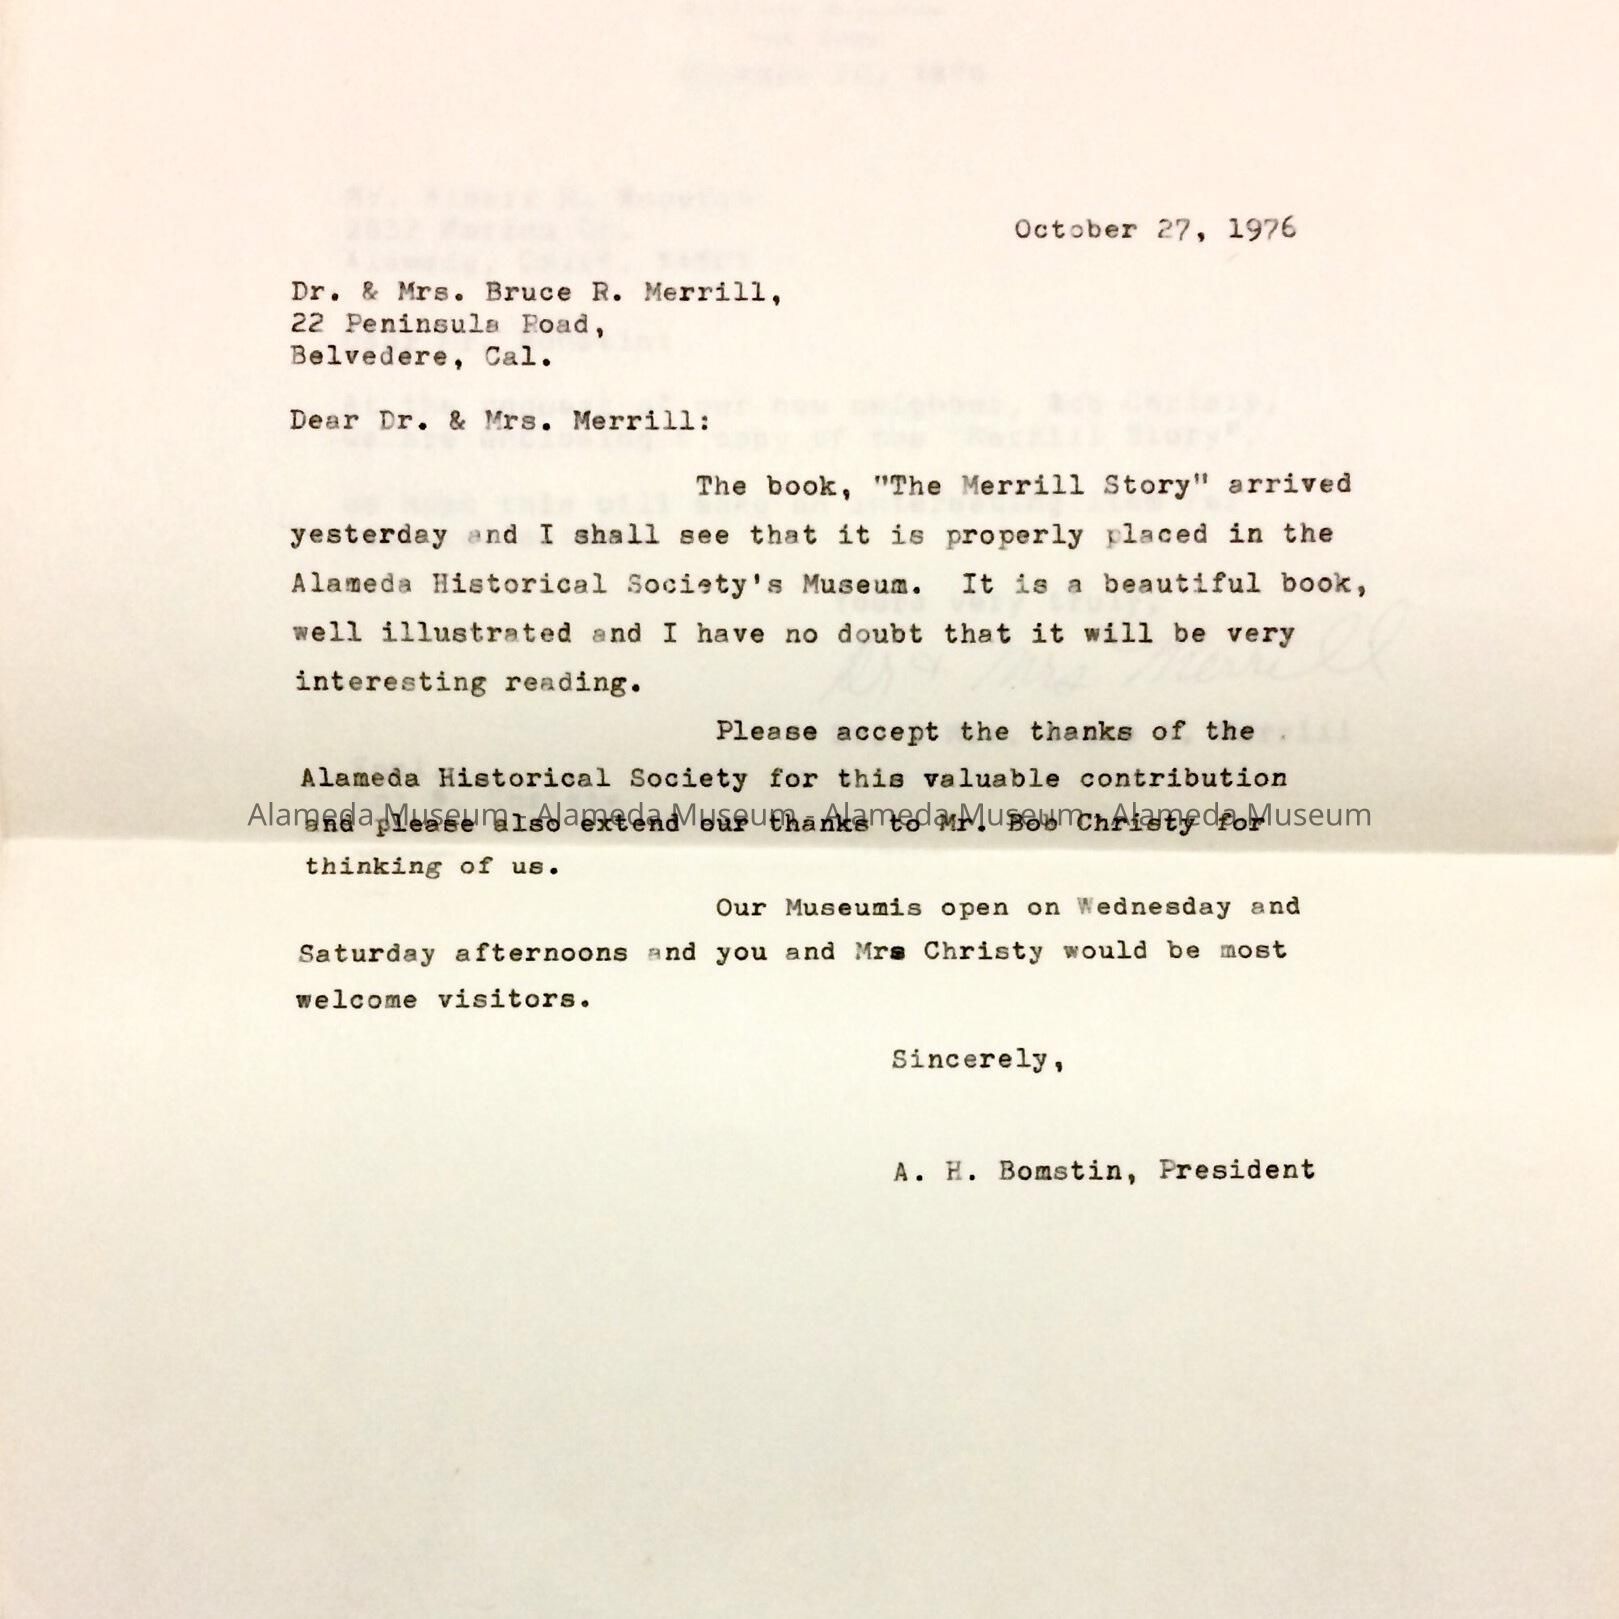 October 27, 1976
Dr. & Mrs. Bruce R. Merrill,
22 Peninsula Road,
Belvedere, Cal.
Dear Dr. & Mrs. Merrill:
The book, "The Merrill Story" arrived
yesterday and I shall see that it is properly placed in the
Alameda Historical Society's Museum. It is a beautiful book,
well illustrated and I have no doubt that it will be very
interesting reading.
Please accept the thanks of the
Alameda Historical Society for this valuable contribution
Alameda Museum - Alameda Museum - Alameda Museum - Alameda Museum
and please also extend our thanks to Mr. Bob Christy for
thinking of us.
Our Museumis open on Wednesday and
Saturday afternoons and you and Mrs Christy would be most
welcome visitors.
Sincerely,
A. H. Bomstin, President